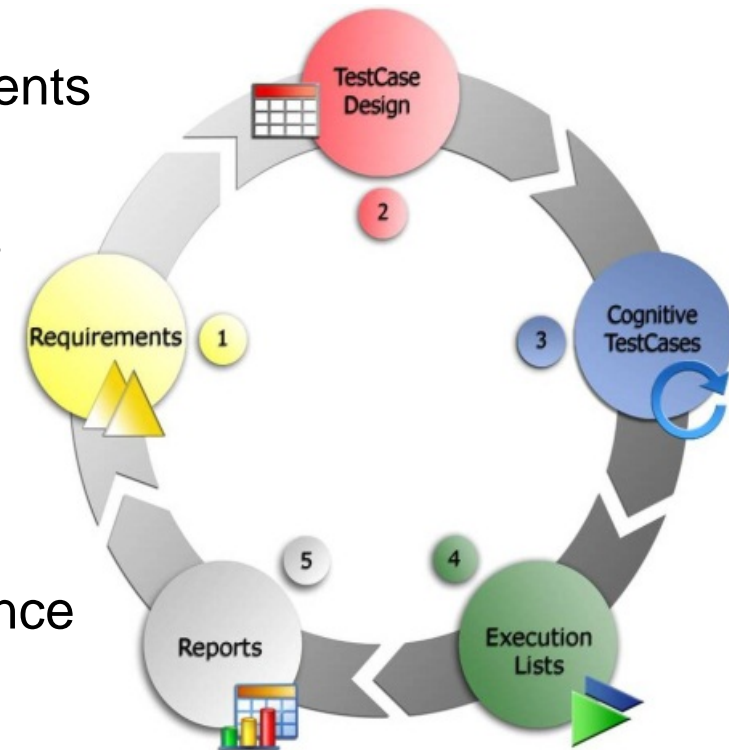 ents
TestCase
Design
2
Requirements
1
Cognitive
TestCases
3
5
4
nce
Reports
Execution
Lists